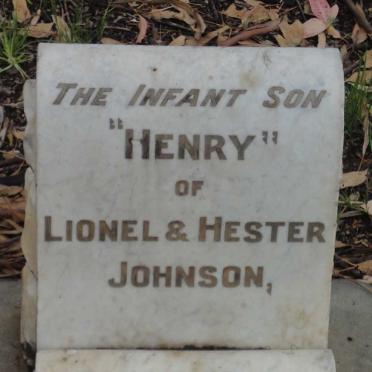 THE INFANT SON
"HENRY"
OF
LIONEL & HESTER
JOHNSON,